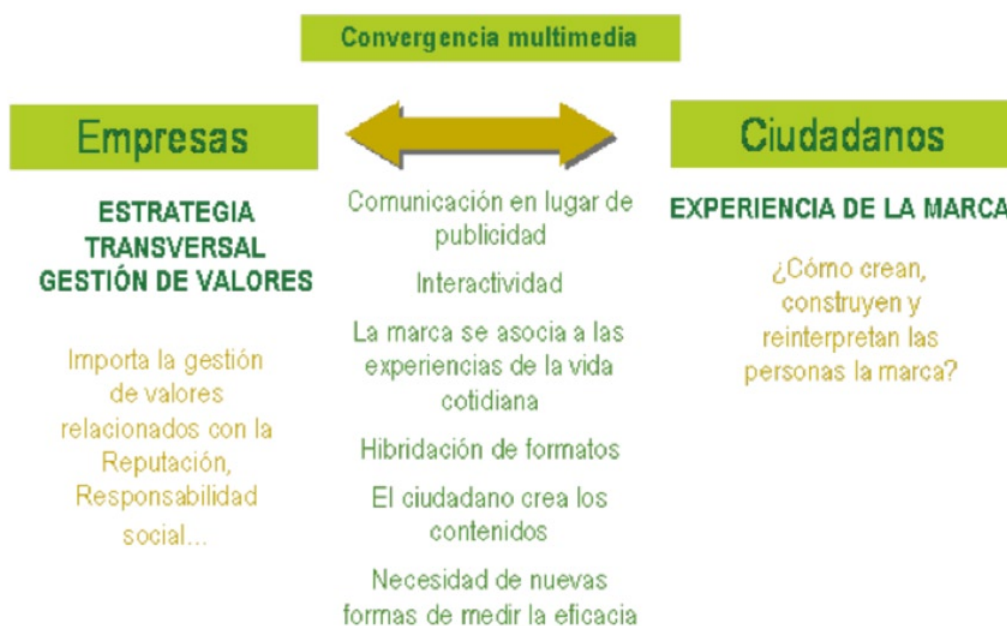 Convergencia multimedia
Empresas
ESTRATEGIA
TRANSVERSAL
GESTIÓN DE VALORES
Importa la gestión
de valores
relacionados con la
Reputación,
Responsabilidad
social...
Comunicación en lugar de
publicidad
Interactividad
La marca se asocia a las
experiencias de la vida
cotidiana
Hibridación de formatos
El ciudadano crea los
contenidos
Necesidad de nuevas
formas de medir la eficacia
Ciudadanos
EXPERIENCIA DE LA MARCA
¿Cómo crean,
construyen y
reinterpretan las
personas la marca?